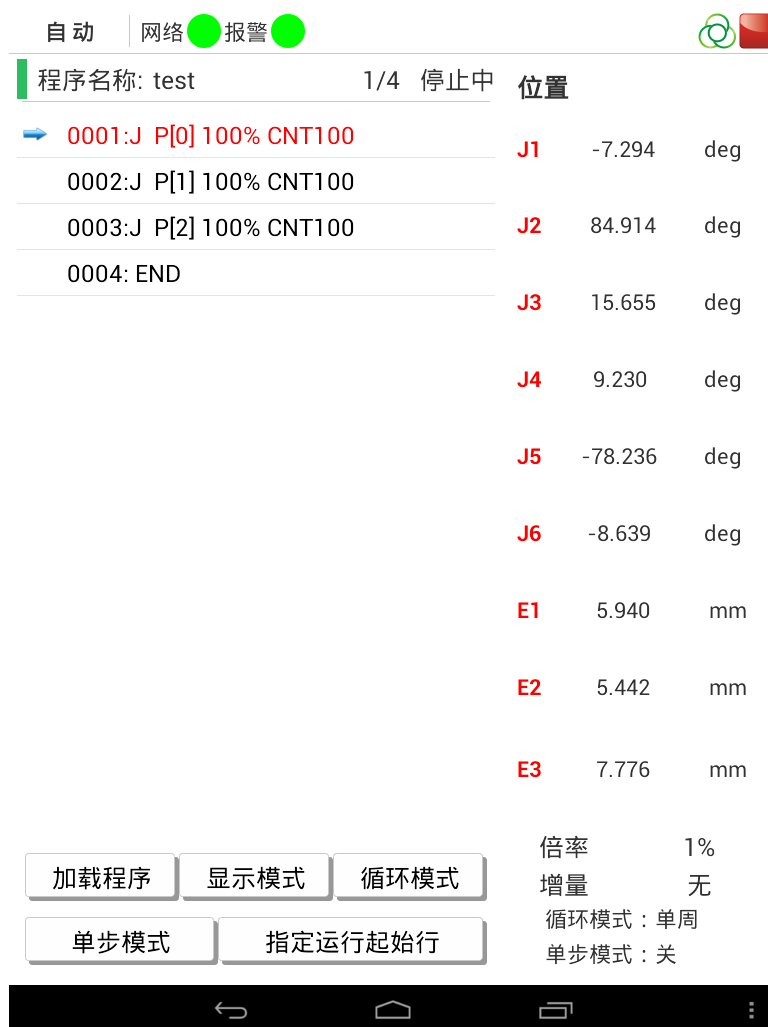 自动 网络 报警
程序名称: test 1/4 停止中
0001:J P[0] 100% CNT100
0002:J P[1] 100% CNT100
0003:J P[2] 100% CNT100
0004: END
位置
J1 -7.294 deg
J2 84.914 deg
J3 15.655 deg
J4 9.230 deg
J5 -78.236 deg
J6 -8.639 deg
E1 5.940 mm
E2 5.442 mm
E3 7.776 mm
倍率 1%
增量 无
循环模式：单周
单步模式：关
加载程序 显示模式 循环模式
单步模式 指定运行起始行